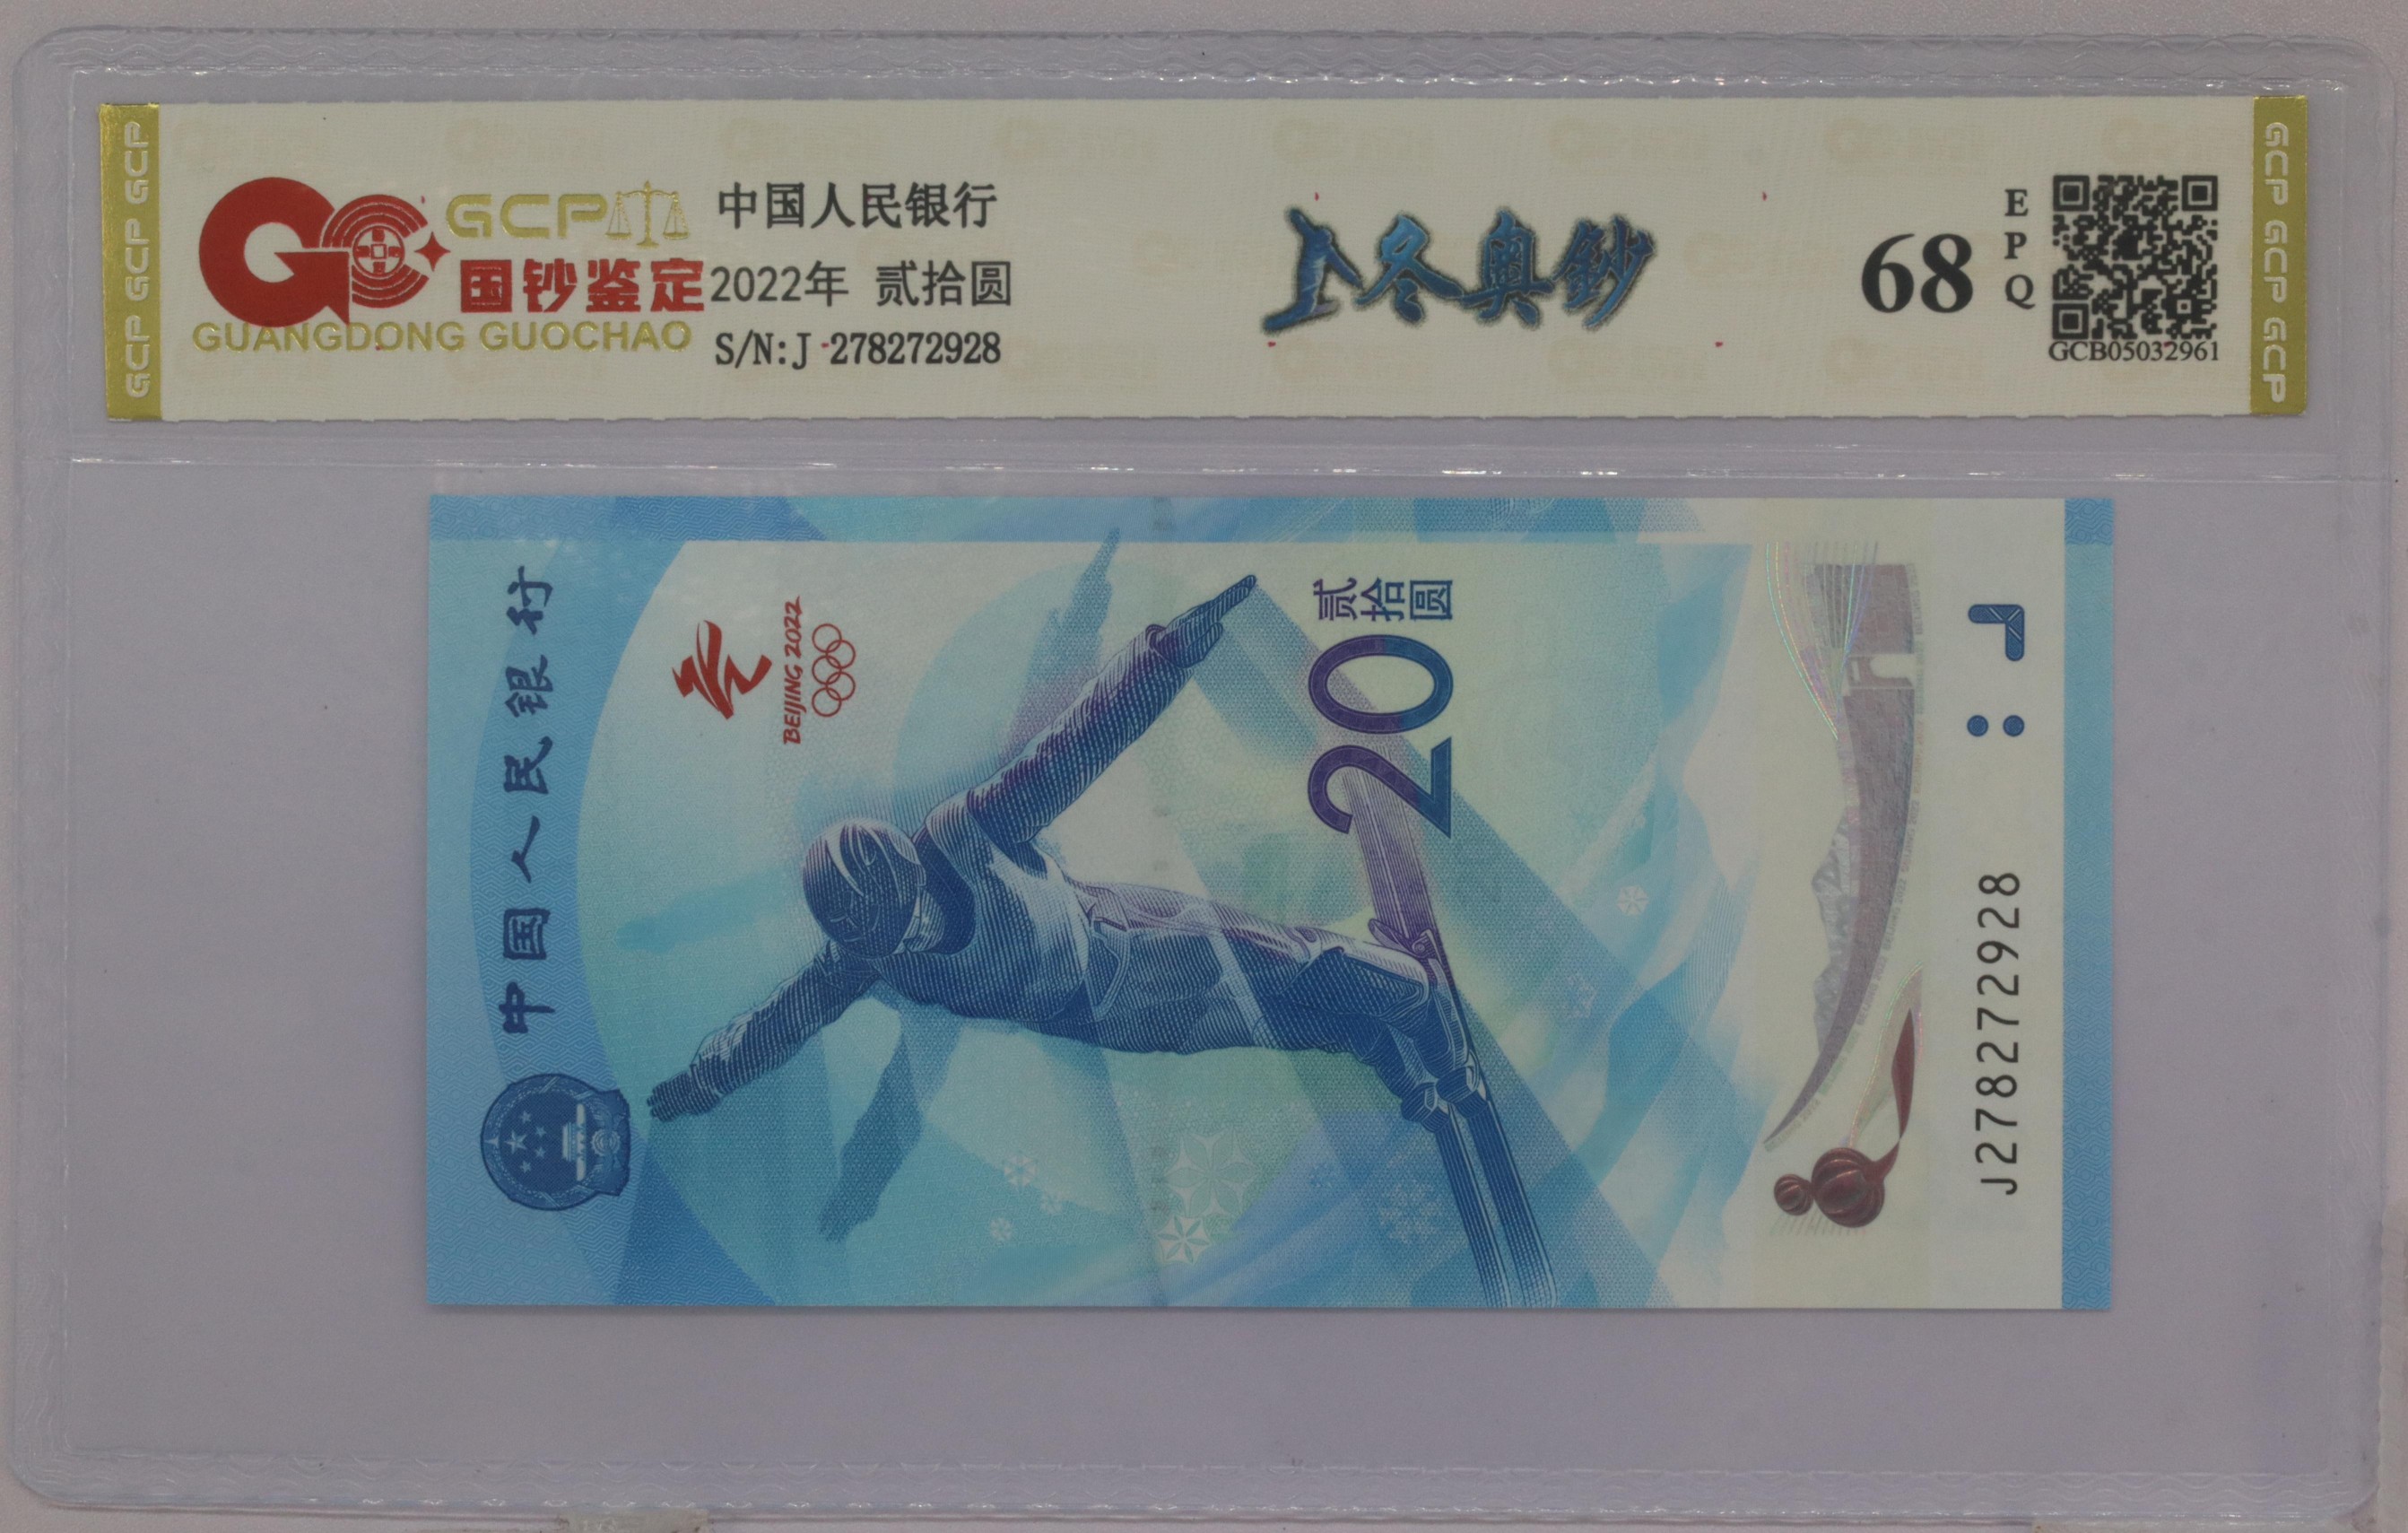 GCP GCP GCP
GCP
国钞鉴定
GUANGDONG GUOCHAO
中国人民银行
2022年 贰拾圆
S/N:J 278272928
冬奥鈔
68
EPQ
GCB05032961
GCP GCP GCP
中国人民银行
BEIJING 2022
贰拾圆
20
J278272928